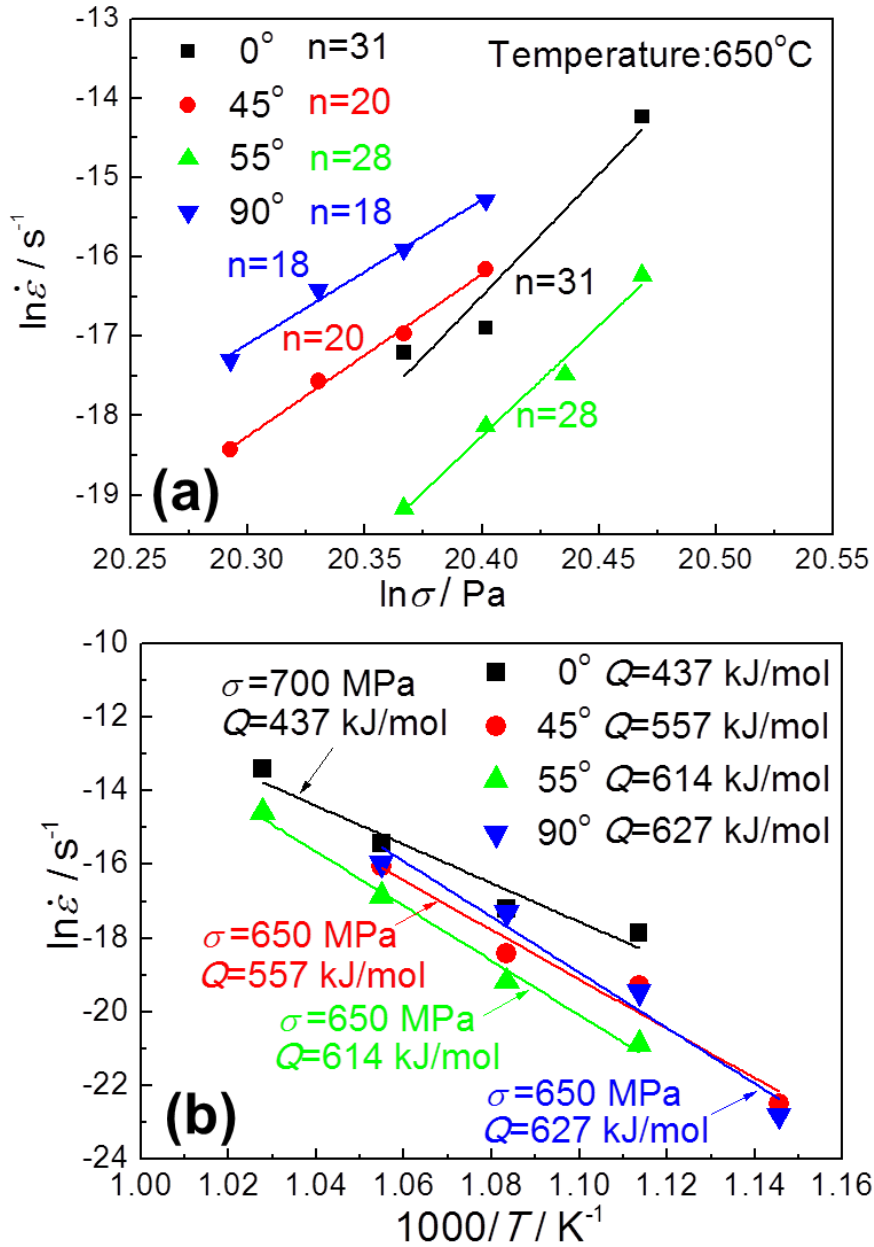 -13
-14
-15
-16
-17
-18
-19
lnε̇ / s⁻¹
0° n=31
45° n=20
55° n=28
90° n=18
Temperature:650°C
n=18
n=20
n=31
n=28
(a)
20.25 20.30 20.35 20.40 20.45 20.50 20.55
lnσ / Pa
-10
-12
-14
-16
-18
-20
-22
-24
lnε̇ / s⁻¹
σ=700 MPa
Q=437 kJ/mol
0° Q=437 kJ/mol
45° Q=557 kJ/mol
55° Q=614 kJ/mol
90° Q=627 kJ/mol
σ=650 MPa
Q=557 kJ/mol
σ=650 MPa
Q=614 kJ/mol
σ=650 MPa
Q=627 kJ/mol
(b)
1.00 1.02 1.04 1.06 1.08 1.10 1.12 1.14 1.16
1000/T / K⁻¹